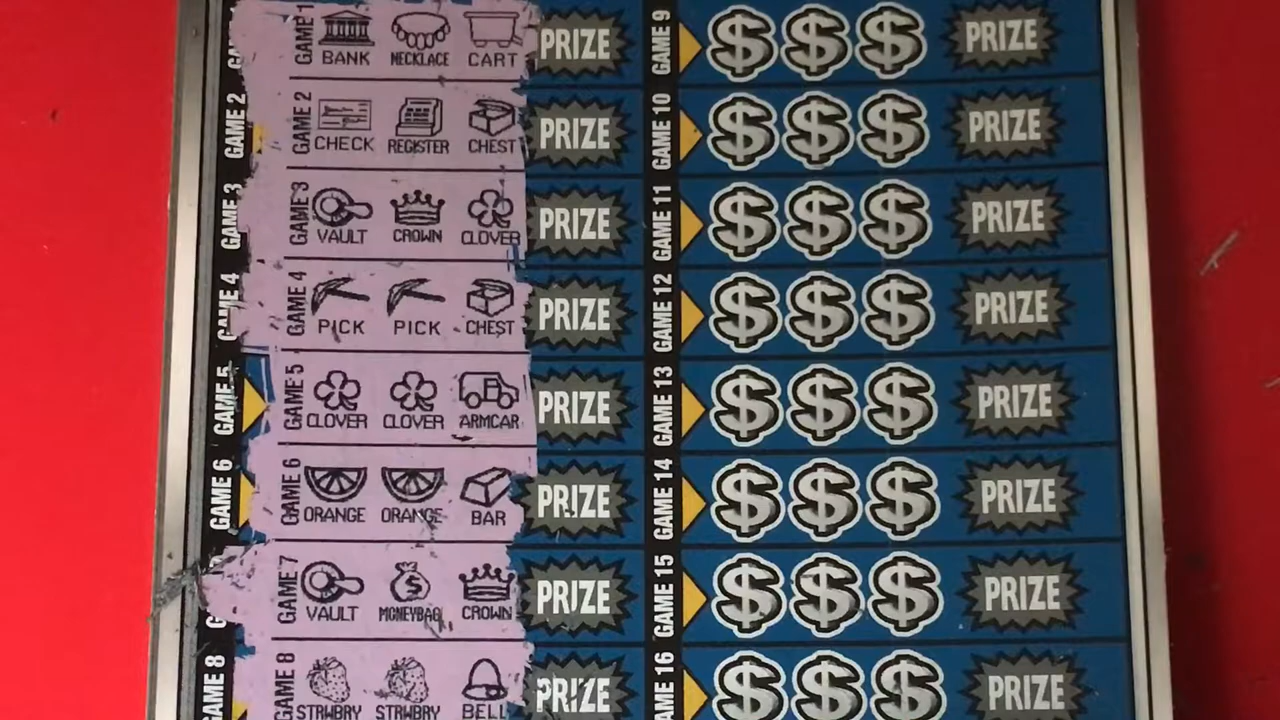 GAME 1 BANK NECKLACE CART PRIZE GAME 9 $ $ $ PRIZE
GAME 2 GAME 2 CHECK REGISTER CHEST PRIZE GAME 10 $ $ $ PRIZE
GAME 3 GAME 3 VAULT CROWN CLOVER PRIZE GAME 11 $ $ $ PRIZE
GAME 4 GAME 4 PICK PICK CHEST PRIZE GAME 12 $ $ $ PRIZE
GAME 5 GAME 5 CLOVER CLOVER ARMCAR PRIZE GAME 13 $ $ $ PRIZE
GAME 6 GAME 6 ORANGE ORANGE BAR PRIZE GAME 14 $ $ $ PRIZE
GAME 7 VAULT $ MONEYBAG CROWN PRIZE GAME 15 $ $ $ PRIZE
GAME 8 GAME 8 STRWBRY STRWBRY BELL PRIZE GAME 16 $ $ $ PRIZE